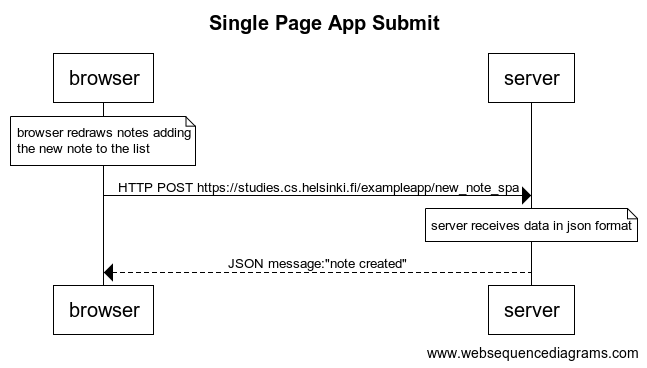 Single Page App Submit
browser
server
browser redraws notes adding
the new note to the list
HTTP POST https://studies.cs.helsinki.fi/exampleapp/new_note_spa
server receives data in json format
JSON message:"note created"
browser
server
www.websequencediagrams.com